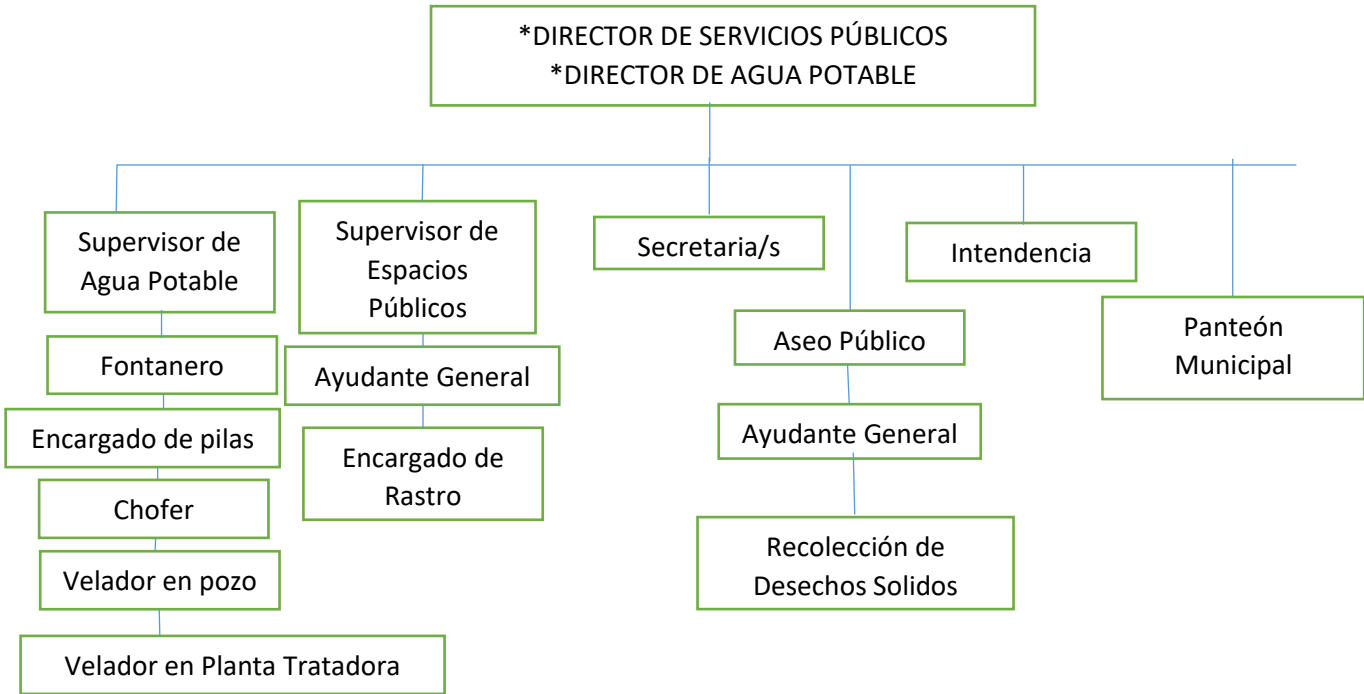 *DIRECTOR DE SERVICIOS PÚBLICOS
*DIRECTOR DE AGUA POTABLE
Supervisor de
Agua Potable
Fontanero
Encargado de pilas
Chofer
Velador en pozo
Velador en Planta Tratadora
Supervisor de
Espacios
Públicos
Ayudante General
Encargado de
Rastro
Secretaria/s
Aseo Público
Ayudante General
Recolección de
Desechos Solidos
Intendencia
Panteón
Municipal